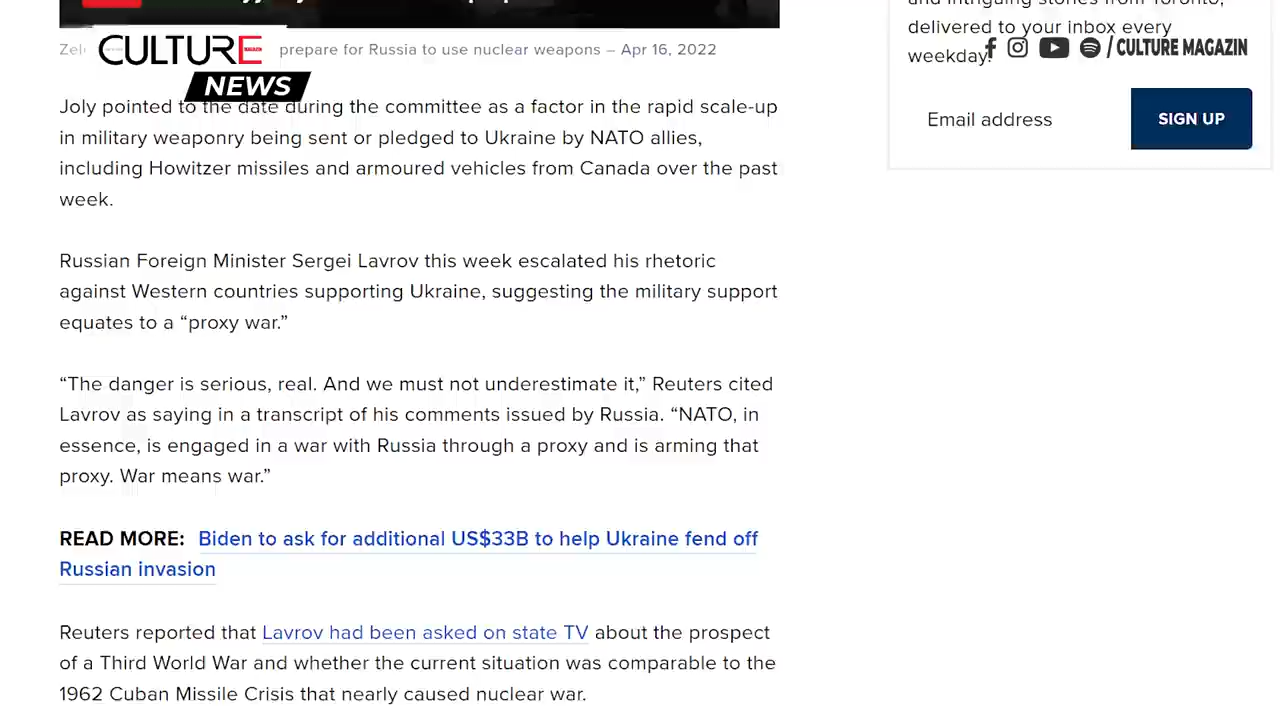 and intriguing stories from Toronto,
delivered to your inbox every
weekday.
CULTURE
NEWS
/ CULTURE MAGAZIN
prepare for Russia to use nuclear weapons – Apr 16, 2022
Email address
SIGN UP
Joly pointed to the date during the committee as a factor in the rapid scale-up
in military weaponry being sent or pledged to Ukraine by NATO allies,
including Howitzer missiles and armoured vehicles from Canada over the past
week.
Russian Foreign Minister Sergei Lavrov this week escalated his rhetoric
against Western countries supporting Ukraine, suggesting the military support
equates to a “proxy war.”
“The danger is serious, real. And we must not underestimate it,” Reuters cited
Lavrov as saying in a transcript of his comments issued by Russia. “NATO, in
essence, is engaged in a war with Russia through a proxy and is arming that
proxy. War means war.”
READ MORE: Biden to ask for additional US$33B to help Ukraine fend off
Russian invasion
Reuters reported that Lavrov had been asked on state TV about the prospect
of a Third World War and whether the current situation was comparable to the
1962 Cuban Missile Crisis that nearly caused nuclear war.